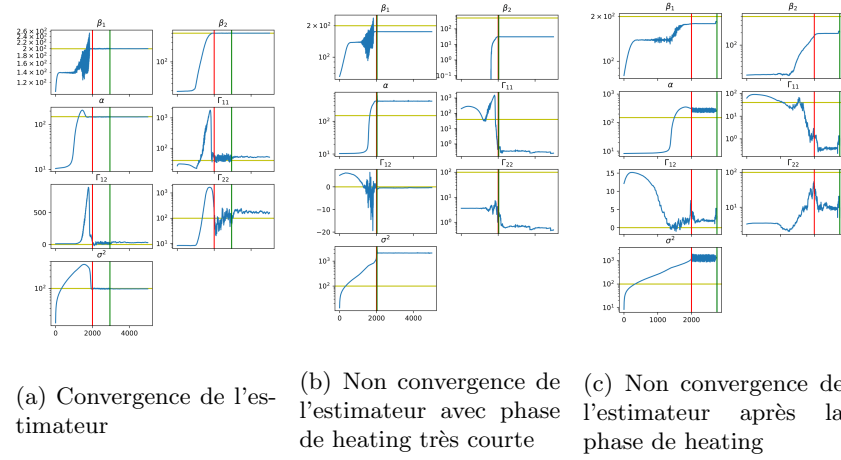 β₁
β₂
2.6 × 10²
2.4 × 10²
2.2 × 10²
2 × 10²
1.8 × 10²
1.6 × 10²
1.4 × 10²
1.2 × 10²
10²
α
Γ₁₁
10²
10¹
10³
10²
Γ₁₂
Γ₂₂
500
0
10³
10²
10¹
σ²
10²
0
2000
4000
β₁
β₂
2 × 10²
10²
10²
10¹
10⁰
10⁻¹
α
Γ₁₁
10²
10¹
10³
10²
10¹
10⁰
Γ₁₂
Γ₂₂
0
−10
−20
10²
10¹
10⁰
σ²
10³
10²
10¹
0
2000
4000
β₁
β₂
2 × 10²
10²
10²
α
Γ₁₁
10²
10¹
10²
10¹
10⁰
Γ₁₂
Γ₂₂
15
10
5
0
10²
10¹
σ²
10³
10²
10¹
0
1000
2000
(a) Convergence de l'es-
timateur
(b) Non convergence de
l'estimateur avec phase
de heating très courte
(c) Non convergence de
l'estimateur après la
phase de heating